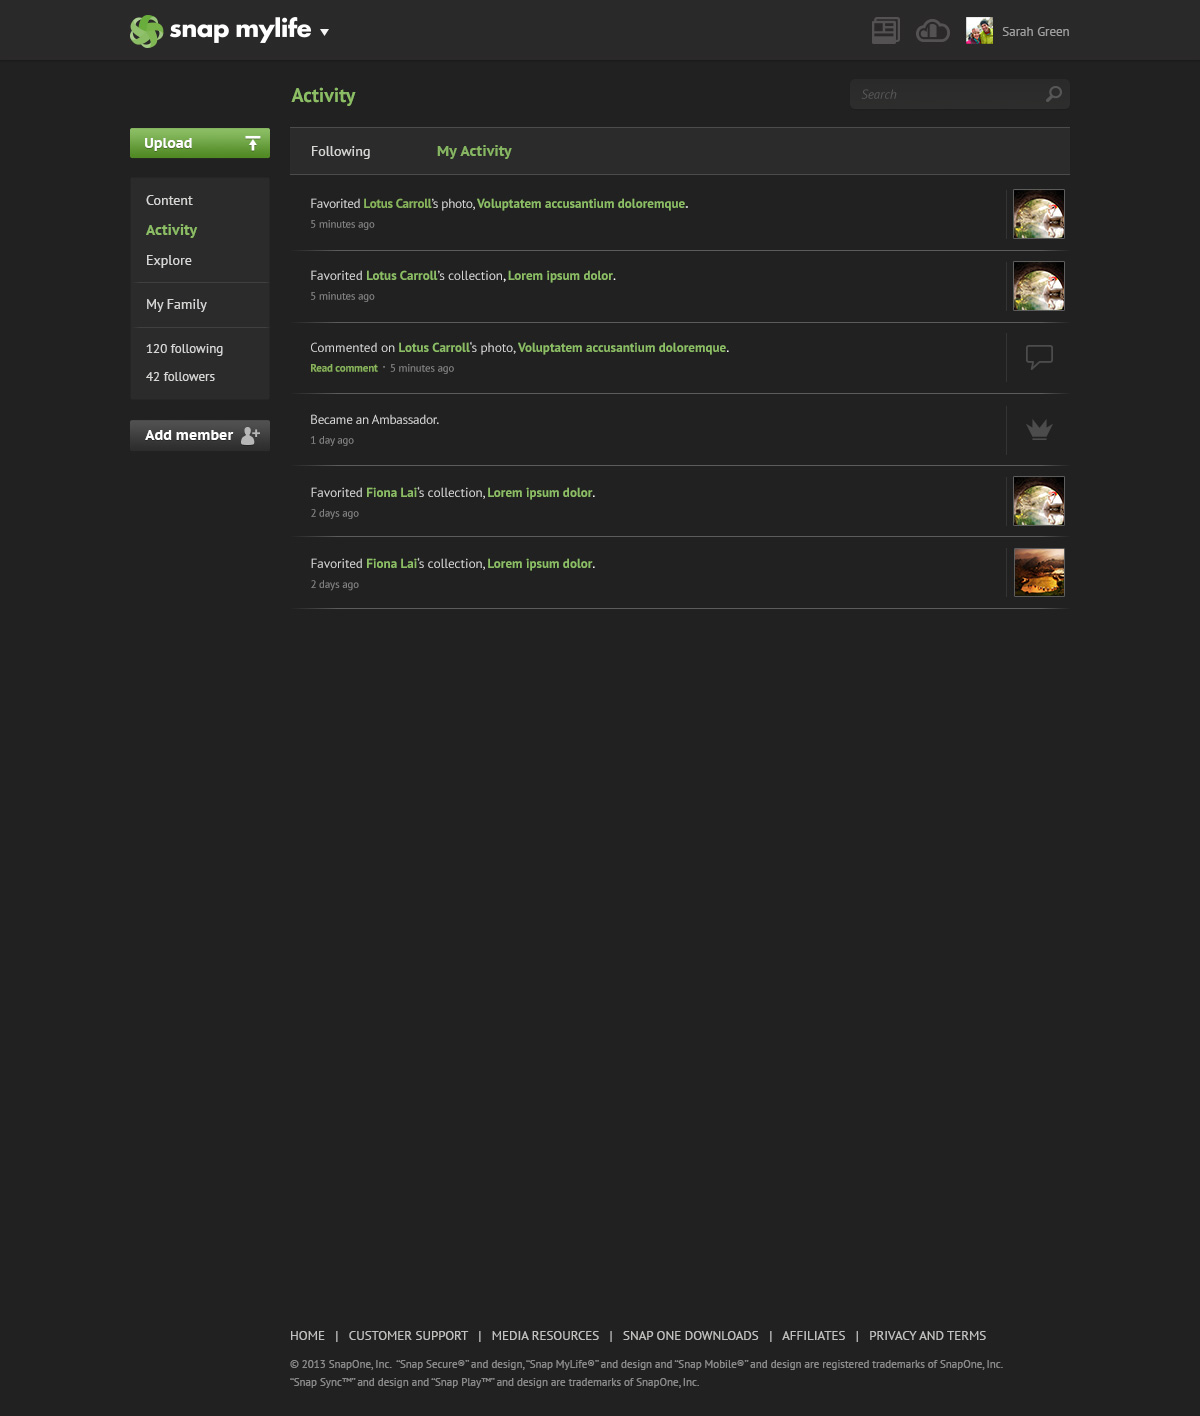 snap mylife
Sarah Green
Activity
Search
Upload
Following
My Activity
Content
Activity
Explore
My Family
120 following
42 followers
Add member
Favorited Lotus Carroll's photo, Voluptatem accusantium doloremque.
5 minutes ago
Favorited Lotus Carroll's collection, Lorem ipsum dolor.
5 minutes ago
Commented on Lotus Carroll's photo, Voluptatem accusantium doloremque.
Read comment · 5 minutes ago
Became an Ambassador.
1 day ago
Favorited Fiona Lai's collection, Lorem ipsum dolor.
2 days ago
Favorited Fiona Lai's collection, Lorem ipsum dolor.
2 days ago
HOME | CUSTOMER SUPPORT | MEDIA RESOURCES | SNAP ONE DOWNLOADS | AFFILIATES | PRIVACY AND TERMS
© 2013 SnapOne, Inc. "Snap Secure®" and design, "Snap MyLife®" and design and "Snap Mobile®" and design are registered trademarks of SnapOne, Inc.
"Snap Sync™" and design and "Snap Play™" and design are trademarks of SnapOne, Inc.